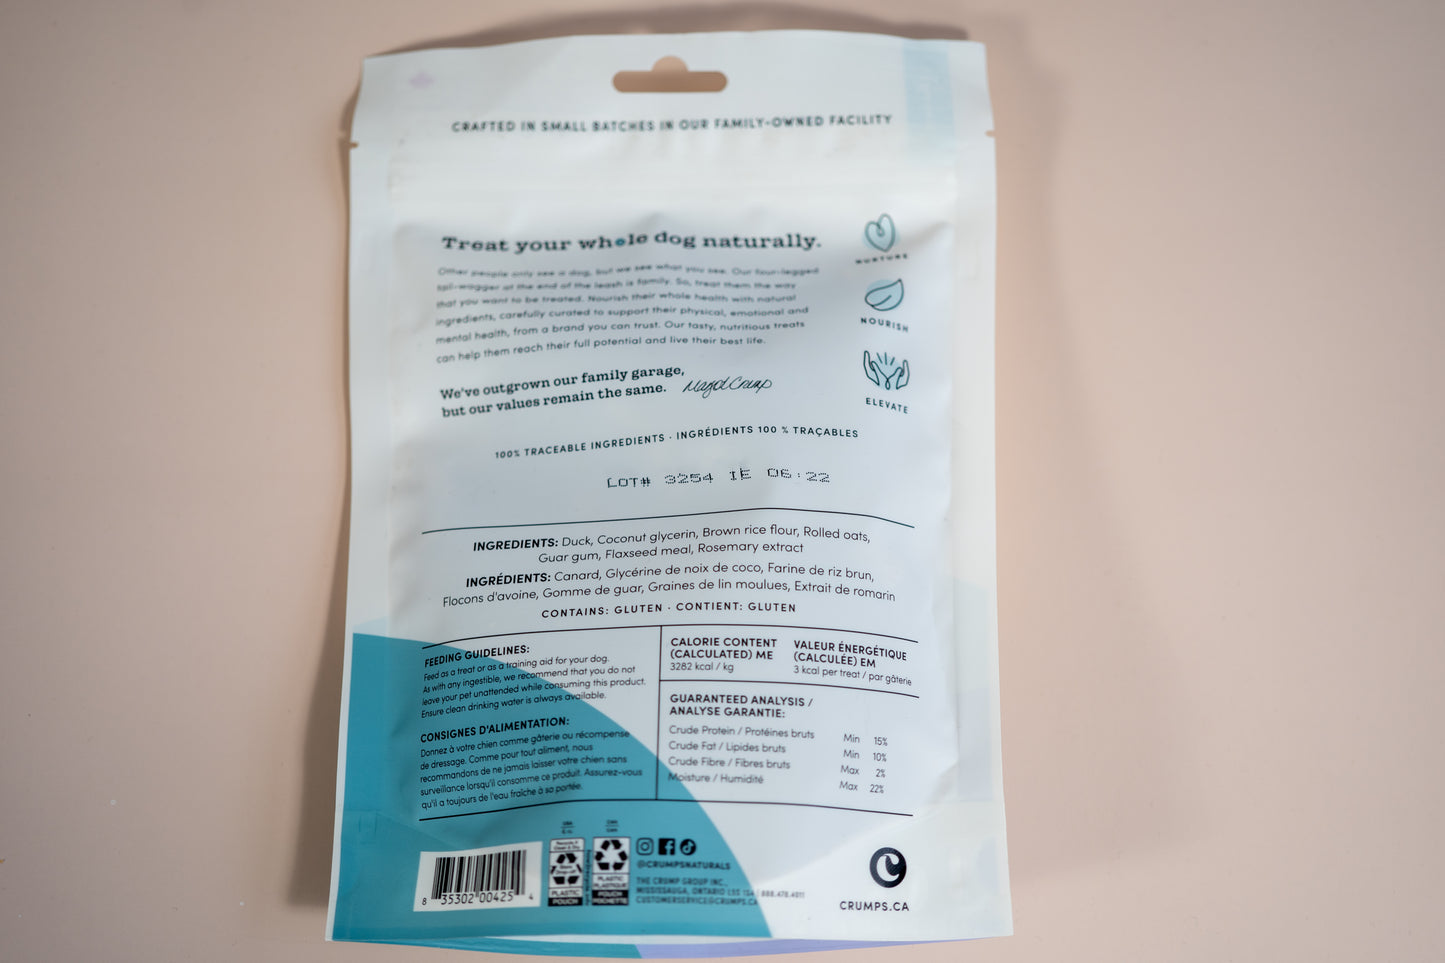 CRAFTED IN SMALL BATCHES IN OUR FAMILY-OWNED FACILITY
Treat your whole dog naturally.
Other people only see a dog, but we see what you see. Our four-legged
tail-wagger at the end of the leash is family. So, treat them the way
that you want to be treated. Nourish their whole health with natural
ingredients, carefully curated to support their physical, emotional and
mental health, from a brand you can trust. Our tasty, nutritious treats
can help them reach their full potential and live their best life.
NURTURE
NOURISH
ELEVATE
We've outgrown our family garage,
but our values remain the same.
100% TRACEABLE INGREDIENTS · INGRÉDIENTS 100 % TRAÇABLES
LOT# 3254 IE 06:22
INGREDIENTS: Duck, Coconut glycerin, Brown rice flour, Rolled oats,
Guar gum, Flaxseed meal, Rosemary extract
INGRÉDIENTS: Canard, Glycérine de noix de coco, Farine de riz brun,
Flocons d'avoine, Gomme de guar, Graines de lin moulues, Extrait de romarin
CONTAINS: GLUTEN · CONTIENT: GLUTEN
FEEDING GUIDELINES:
Feed as a treat or as a training aid for your dog.
As with any ingestible, we recommend that you do not
leave your pet unattended while consuming this product.
Ensure clean drinking water is always available.
CONSIGNES D'ALIMENTATION:
Donnez à votre chien comme gâterie ou récompense
de dressage. Comme pour tout aliment, nous
recommandons de ne jamais laisser votre chien sans
surveillance lorsqu'il consomme ce produit. Assurez-vous
qu'il a toujours de l'eau fraîche à sa portée.
CALORIE CONTENT
(CALCULATED) ME
3282 kcal / kg
VALEUR ÉNERGÉTIQUE
(CALCULÉE) EM
3 kcal per treat / par gâterie
GUARANTEED ANALYSIS /
ANALYSE GARANTIE:
Crude Protein / Protéines bruts Min 15%
Crude Fat / Lipides bruts Min 10%
Crude Fibre / Fibres bruts Max 2%
Moisture / Humidité Max 22%
8 35302 00425 4
PLASTIC
POUCH
PLASTIC
PLASTIQUE
POUCH
POCHETTE
@CRUMPSNATURALS
THE CRUMP GROUP INC.,
MISSISSAUGA, ONTARIO L5S 1S4 | 888.478.4011
CUSTOMERSERVICE@CRUMPS.CA
CRUMPS.CA